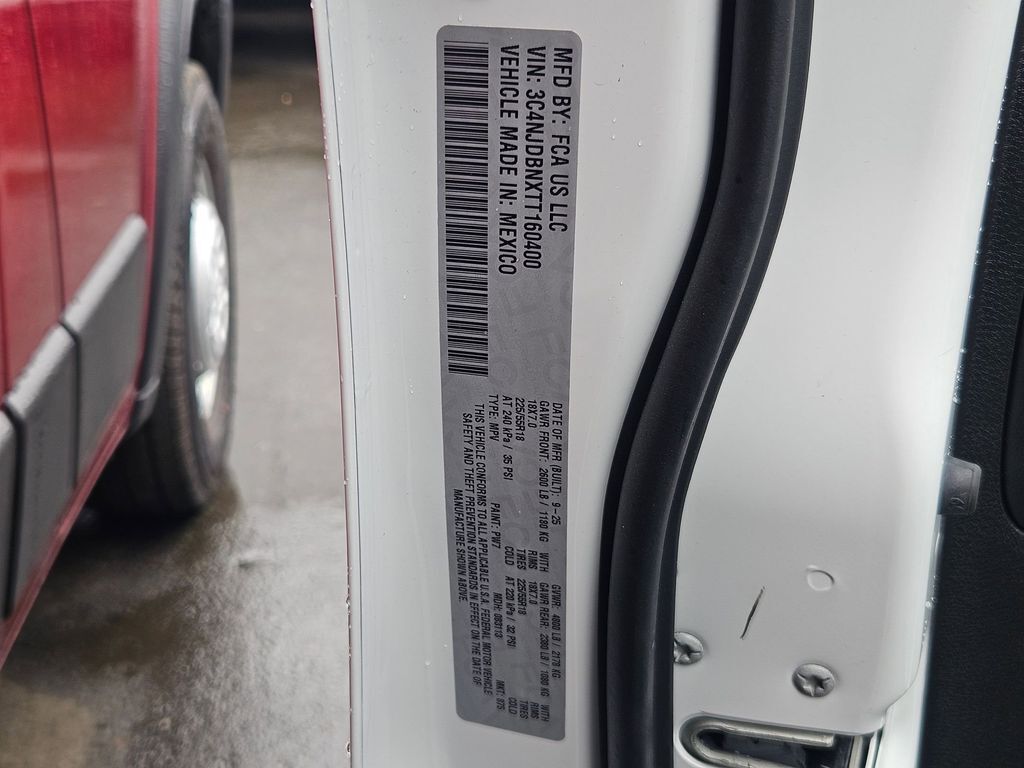 MFD BY: FCA US LLC
VIN: 3C4NJDBNXTT160400
VEHICLE MADE IN: MEXICO
DATE OF MFR (BUILT): 9-25 GVWR: 4800 LB / 2178 KG
GAWR FRONT: 2600 LB / 1180 KG WITH GAWR REAR: 2380 LB / 1080 KG WITH
18X7.0 RIMS 18X7.0 RIMS
225/55R18 TIRES 225/55R18 TIRES
AT 240 kPa / 35 PSI COLD AT 220 kPa / 32 PSI COLD
TYPE: MPV PAINT: PW7 MDH: 083113 MKT: 875
THIS VEHICLE CONFORMS TO ALL APPLICABLE U.S.A. FEDERAL MOTOR VEHICLE
SAFETY AND THEFT PREVENTION STANDARDS IN EFFECT ON THE DATE OF
MANUFACTURE SHOWN ABOVE.